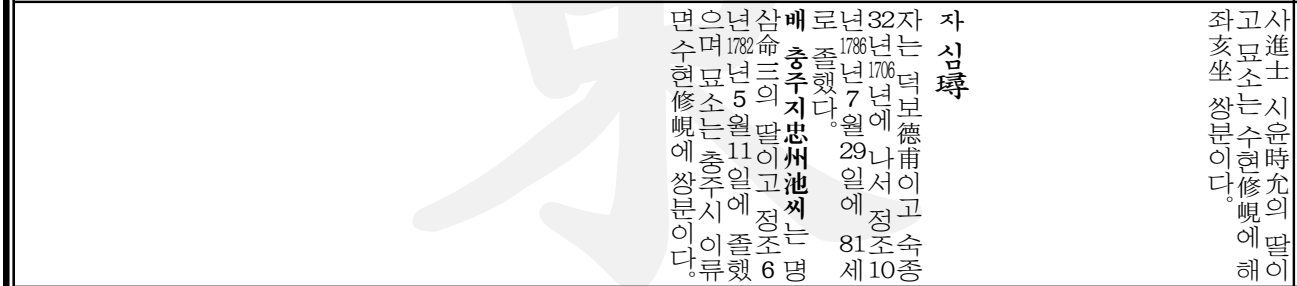 사進士 시윤時允의 딸이
고 묘소는 수현修峴에 해
좌亥坐 쌍분이다.
자 심璕
자는 덕보德甫이고 숙종
32년1706년에 나서 정조10
년1786년 7월 29일에 81세
로 졸했다.
배 충주지忠州池씨는 명
삼命三의 딸이고 정조 6
년1782년 5월 11일에 졸했
으며 묘소는 충주시 이류
면 수현修峴에 쌍분이다.